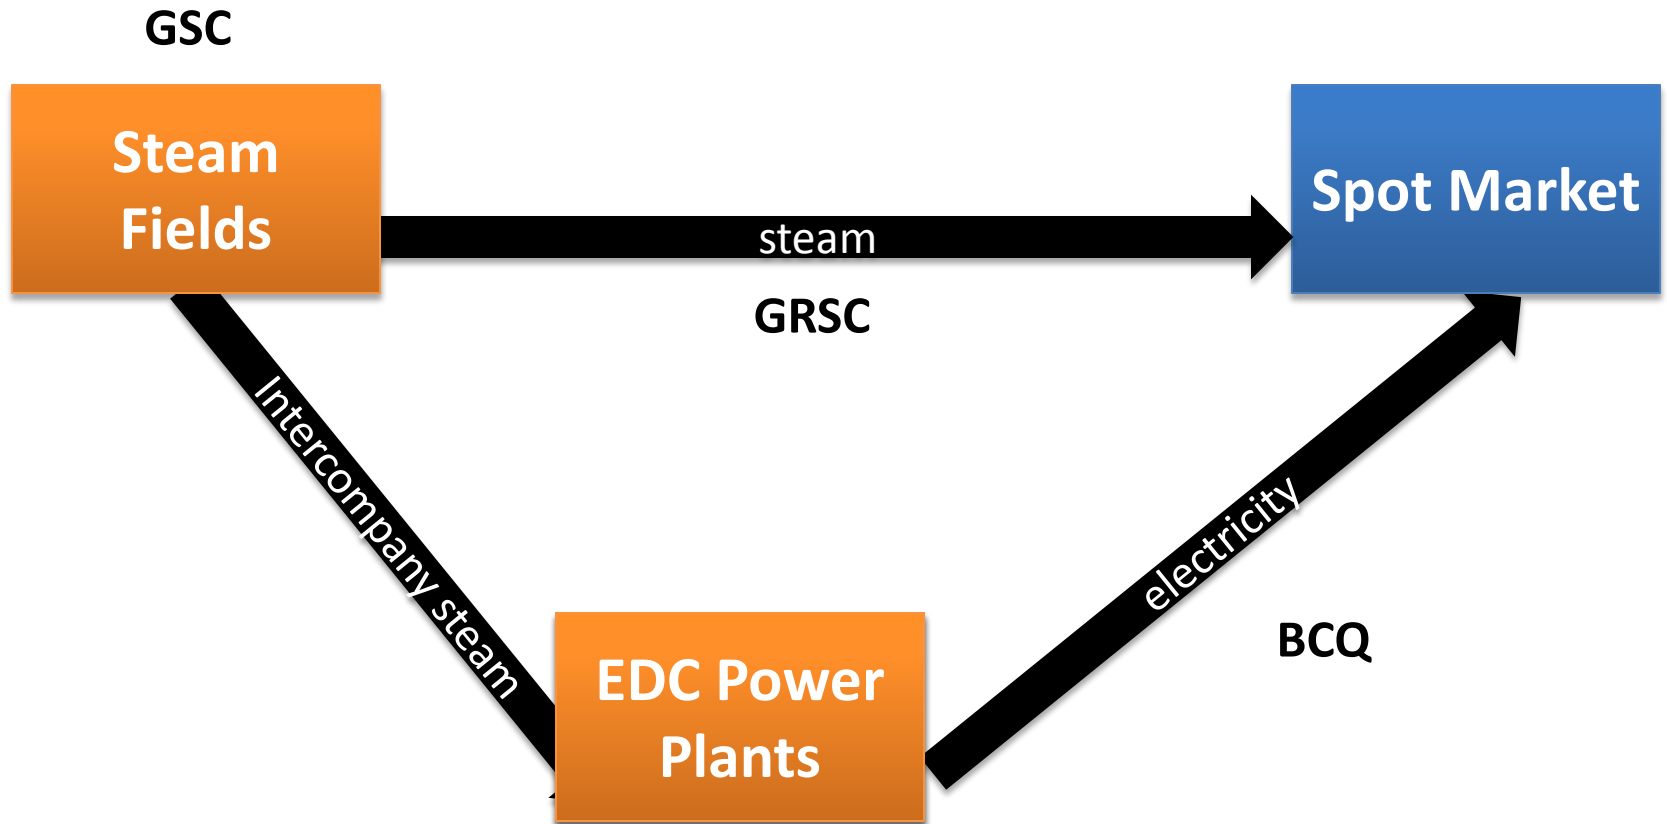 GSC
Steam
Fields
Spot Market
steam
GRSC
Intercompany steam
electricity
BCQ
EDC Power
Plants